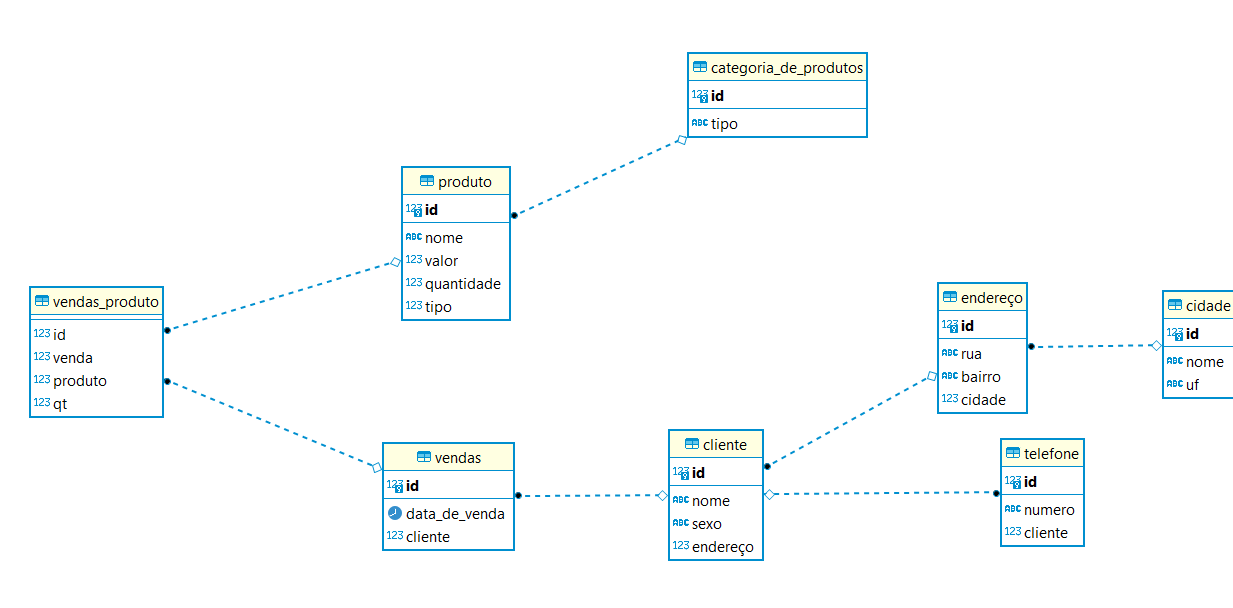 categoria_de_produtos
123 id
ABC tipo
produto
123 id
ABC nome
123 valor
123 quantidade
123 tipo
vendas_produto
123 id
123 venda
123 produto
123 qt
endereço
123 id
ABC rua
ABC bairro
123 cidade
cidade
123 id
ABC nome
ABC uf
vendas
123 id
data_de_venda
123 cliente
cliente
123 id
ABC nome
ABC sexo
123 endereço
telefone
123 id
ABC numero
123 cliente